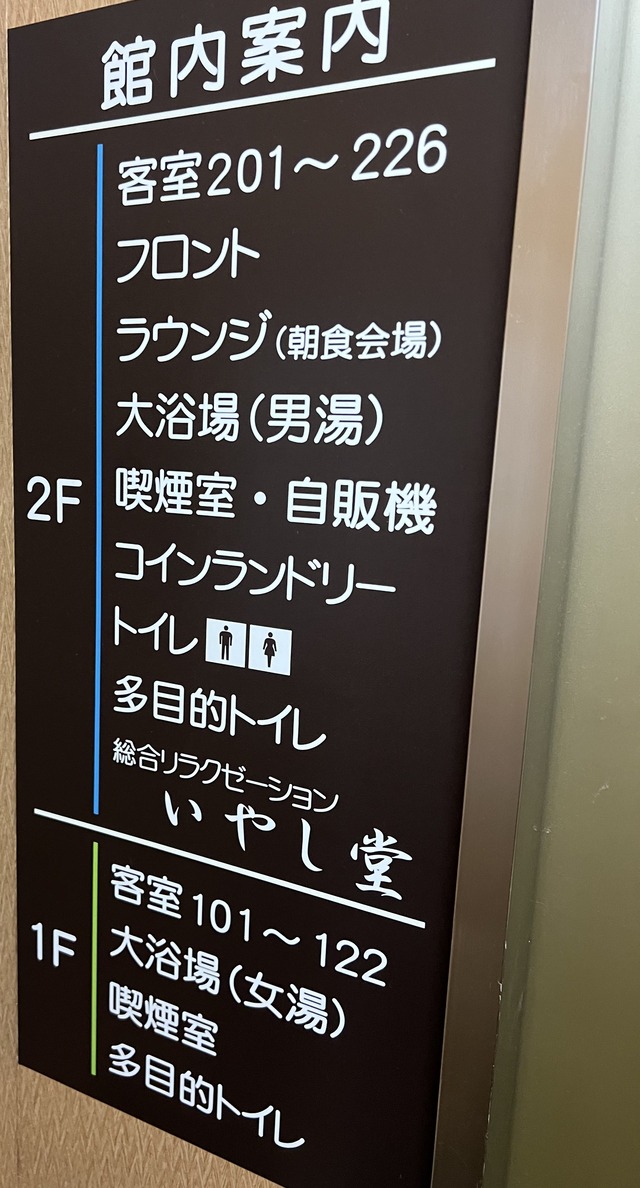 館内案内
2F
客室201～226
フロント
ラウンジ(朝食会場)
大浴場(男湯)
喫煙室・自販機
コインランドリー
トイレ
多目的トイレ
総合リラクゼーション
いやし堂
1F
客室101～122
大浴場(女湯)
喫煙室
多目的トイレ